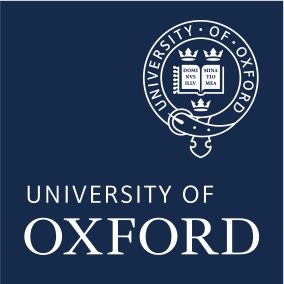 UNIVERSITY · OF · OXFORD
DOMI MINA
NVS TIO
ILLV MEA
UNIVERSITY OF
OXFORD